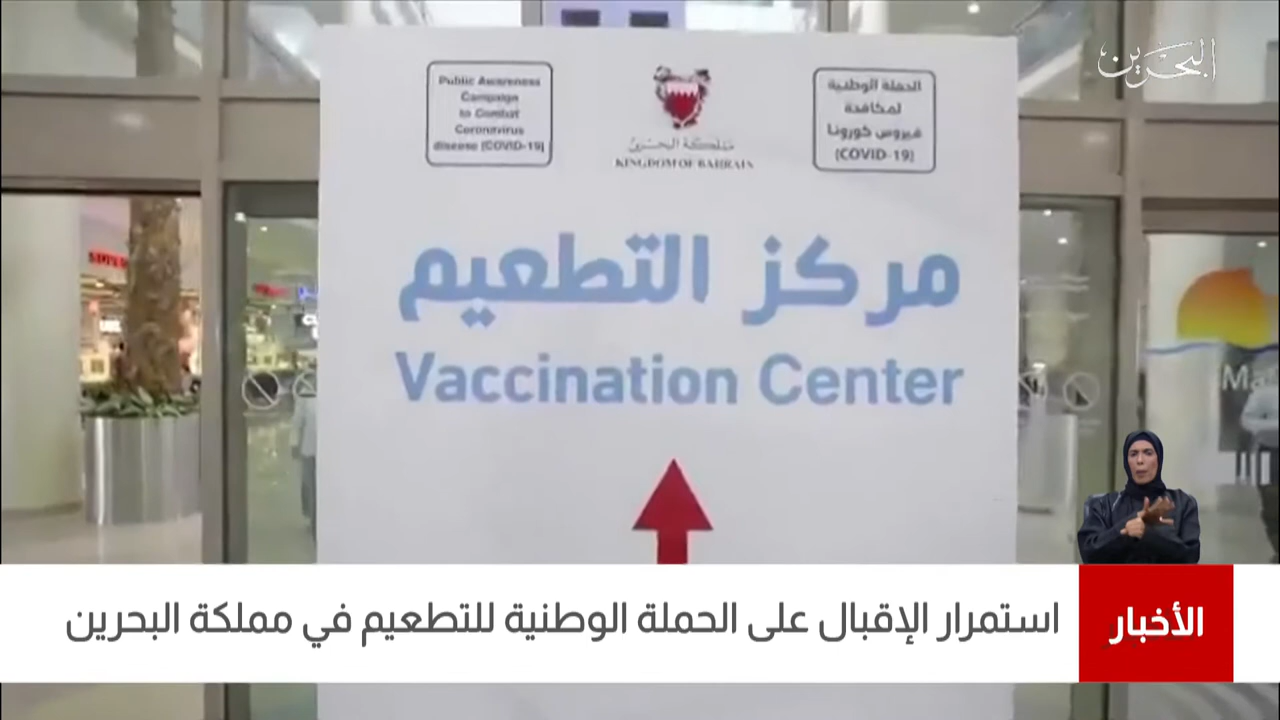 البحرين
Public Awareness
Campaign
to Combat
Coronavirus
disease (COVID-19)
مملكة البحرين
KINGDOM OF BAHRAIN
الحملة الوطنية
لمكافحة
فيروس كورونا
(COVID-19)
مركز التطعيم
Vaccination Center
الأخبار
استمرار الإقبال على الحملة الوطنية للتطعيم في مملكة البحرين